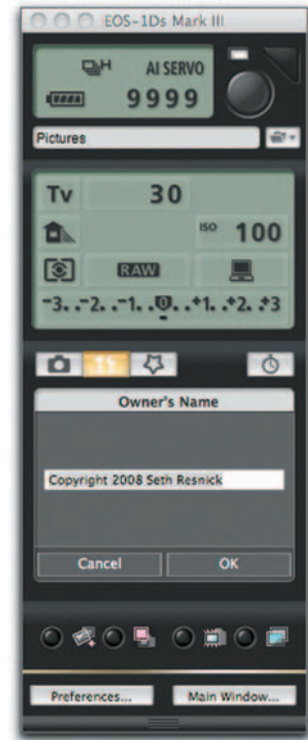 EOS-1Ds Mark III
H AI SERVO
9999
Pictures
Tv 30
ISO 100
RAW
-3..-2..-1..0..+1..+2..+3
Owner's Name
Copyright 2008 Seth Resnick
Cancel OK
Preferences... Main Window...